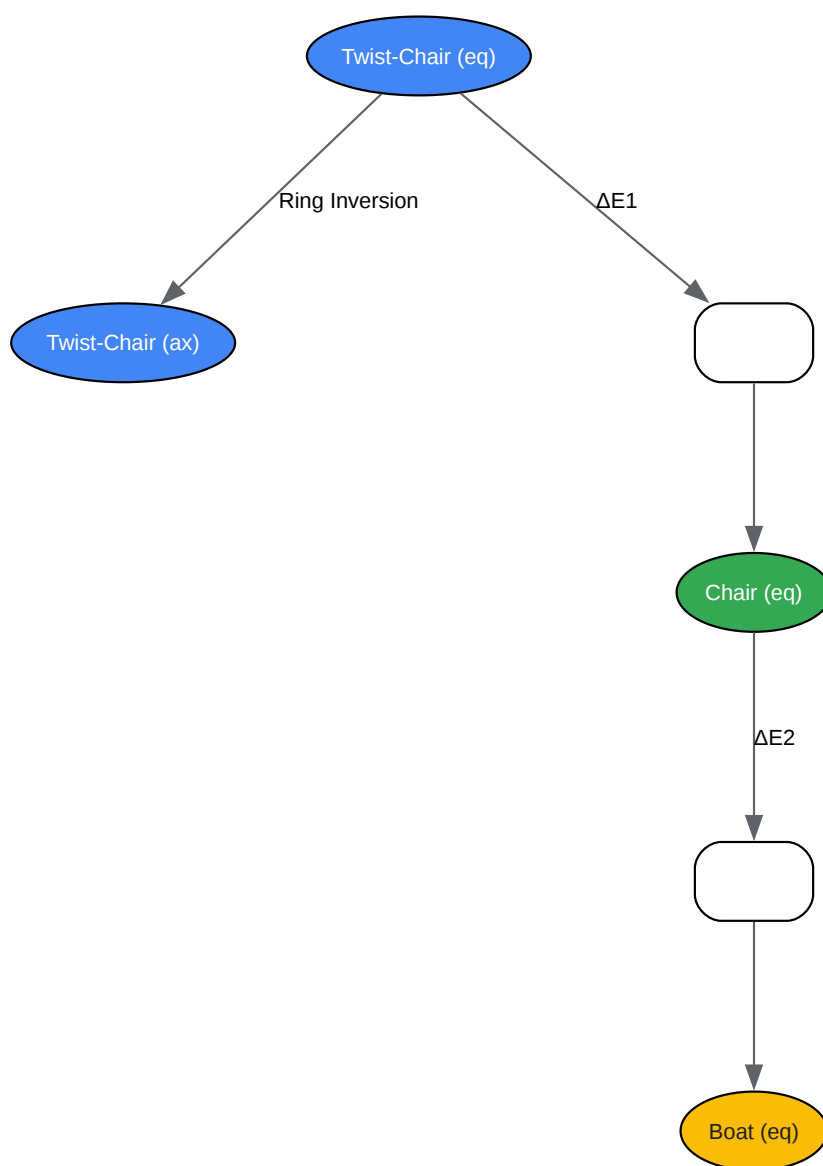 Twist-Chair (eq)
Ring Inversion
ΔE1
Twist-Chair (ax)
Chair (eq)
ΔE2
Boat (eq)